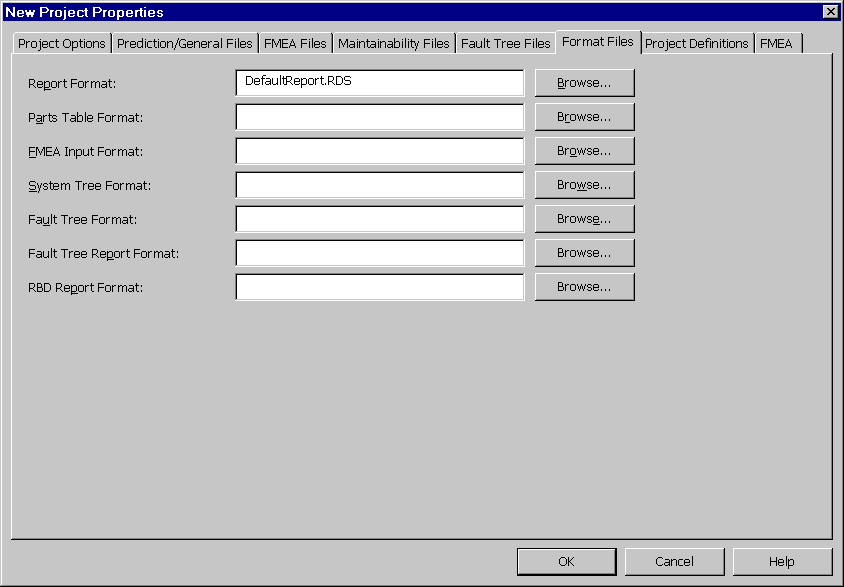 New Project Properties
Project Options Prediction/General Files FMEA Files Maintainability Files Fault Tree Files Format Files Project Definitions FMEA
Report Format: DefaultReport.RDS Browse...
Parts Table Format: Browse...
FMEA Input Format: Browse...
System Tree Format: Browse...
Fault Tree Format: Browse...
Fault Tree Report Format: Browse...
RBD Report Format: Browse...
OK Cancel Help